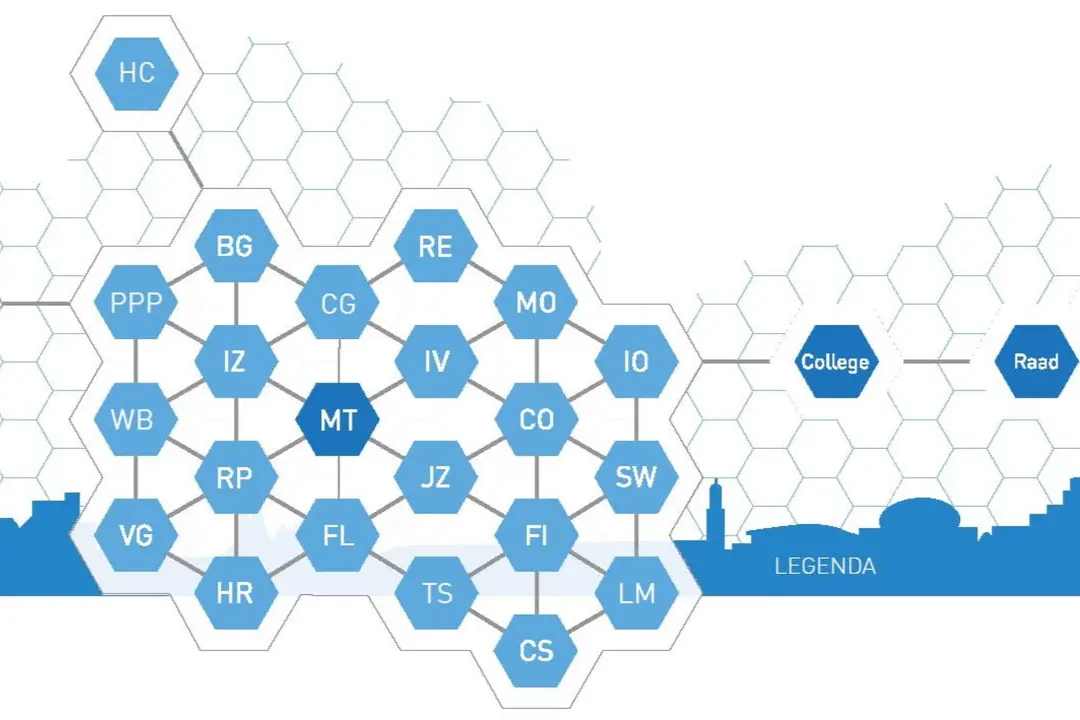 HC
BG
RE
PPP
CG
MO
IZ
IV
IO
College
Raad
WB
MT
CO
RP
JZ
SW
VG
FL
FI
LEGENDA
HR
TS
LM
CS